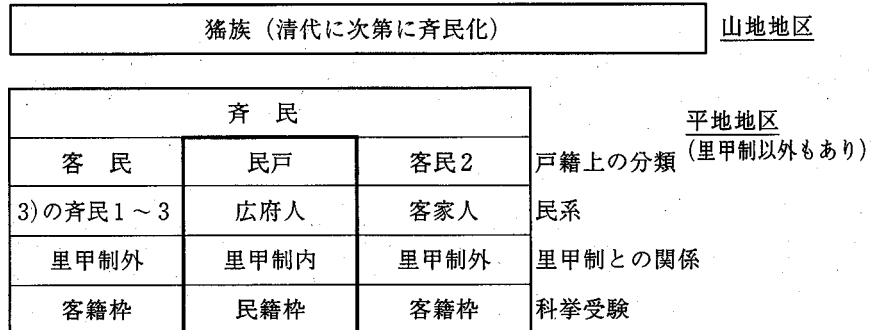 猺族（清代に次第に斉民化） 山地地区
斉 民
平地地区
(里甲制以外もあり)
客 民 民戸 客民2 戸籍上の分類
3)の斉民1～3 広府人 客家人 民系
里甲制外 里甲制内 里甲制外 里甲制との関係
客籍枠 民籍枠 客籍枠 科挙受験